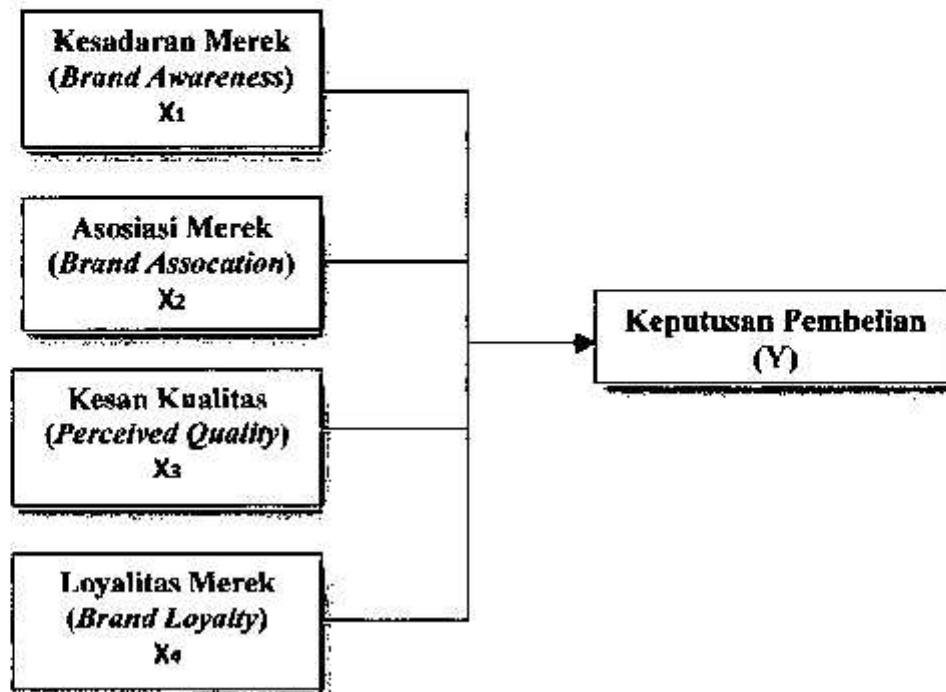 Kesadaran Merek
(Brand Awareness)
X1
Asosiasi Merek
(Brand Assocation)
X2
Kesan Kualitas
(Perceived Quality)
X3
Loyalitas Merek
(Brand Loyalty)
X4
Keputusan Pembelian
(Y)